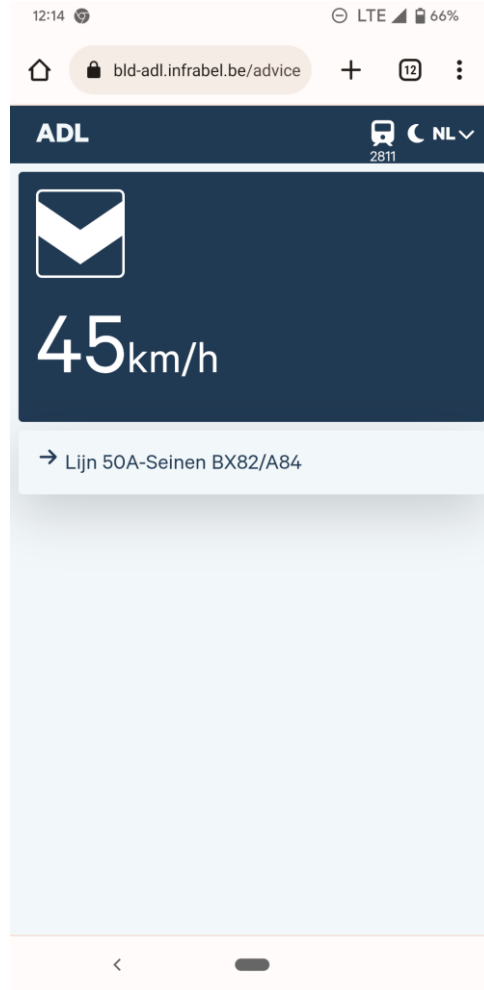 12:14
LTE 66%
bld-adl.infrabel.be/advice 12
ADL NL
2811
45km/h
Lijn 50A-Seinen BX82/A84